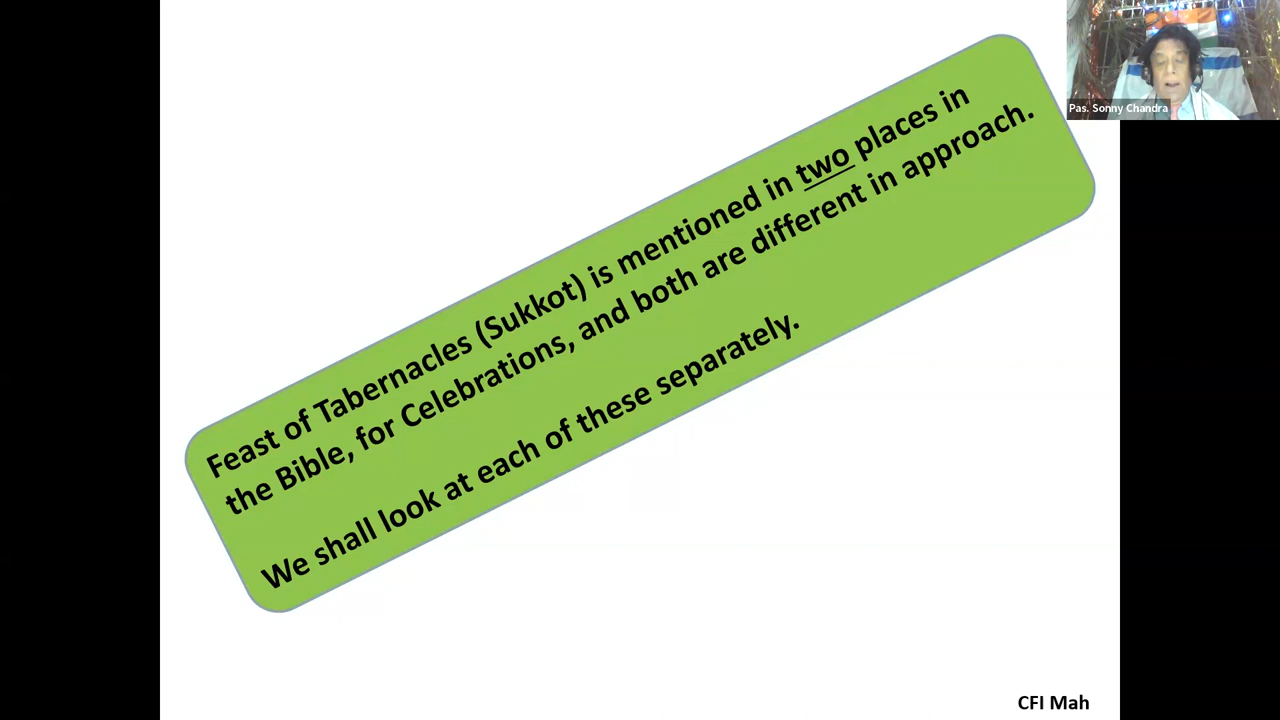 Feast of Tabernacles (Sukkot) is mentioned in two places in
the Bible, for Celebrations, and both are different in approach.
We shall look at each of these separately.
Pas. Sonny Chandra
CFI Mah